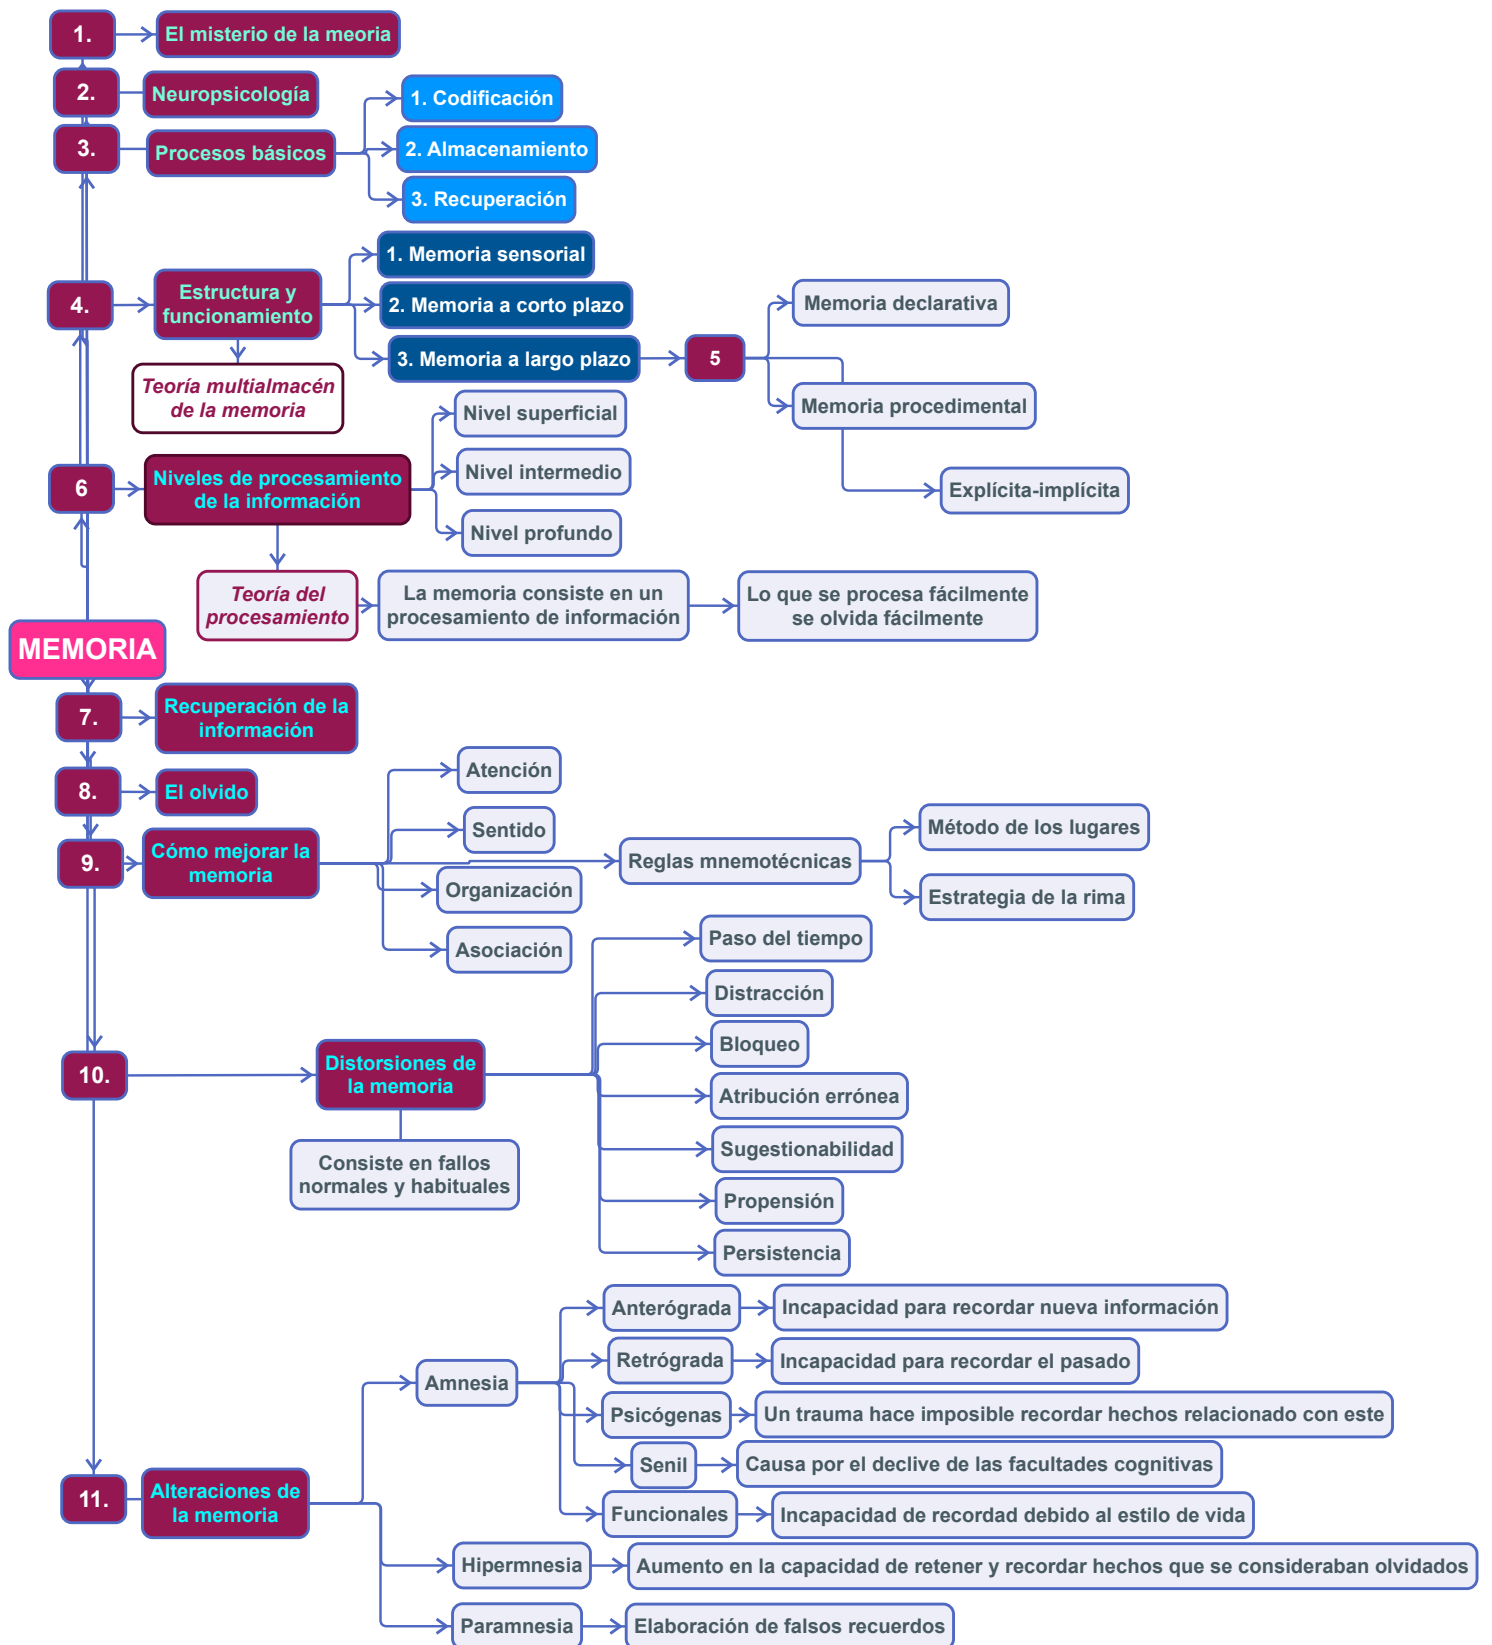 1.
El misterio de la meoria
2.
Neuropsicología
3.
Procesos básicos
1. Codificación
2. Almacenamiento
3. Recuperación
4.
Estructura y
funcionamiento
Teoría multialmacén
de la memoria
1. Memoria sensorial
2. Memoria a corto plazo
3. Memoria a largo plazo
5
Memoria declarativa
Memoria procedimental
Explícita-implícita
6
Niveles de procesamiento
de la información
Nivel superficial
Nivel intermedio
Nivel profundo
Teoría del
procesamiento
La memoria consiste en un
procesamiento de información
Lo que se procesa fácilmente
se olvida fácilmente
MEMORIA
7.
Recuperación de la
información
8.
El olvido
9.
Cómo mejorar la
memoria
Atención
Sentido
Organización
Asociación
Reglas mnemotécnicas
Método de los lugares
Estrategia de la rima
10.
Distorsiones de
la memoria
Consiste en fallos
normales y habituales
Paso del tiempo
Distracción
Bloqueo
Atribución errónea
Sugestionabilidad
Propensión
Persistencia
11.
Alteraciones de
la memoria
Amnesia
Anterógrada
Incapacidad para recordar nueva información
Retrógrada
Incapacidad para recordar el pasado
Psicógenas
Un trauma hace imposible recordar hechos relacionado con este
Senil
Causa por el declive de las facultades cognitivas
Funcionales
Incapacidad de recordad debido al estilo de vida
Hipermnesia
Aumento en la capacidad de retener y recordar hechos que se consideraban olvidados
Paramnesia
Elaboración de falsos recuerdos